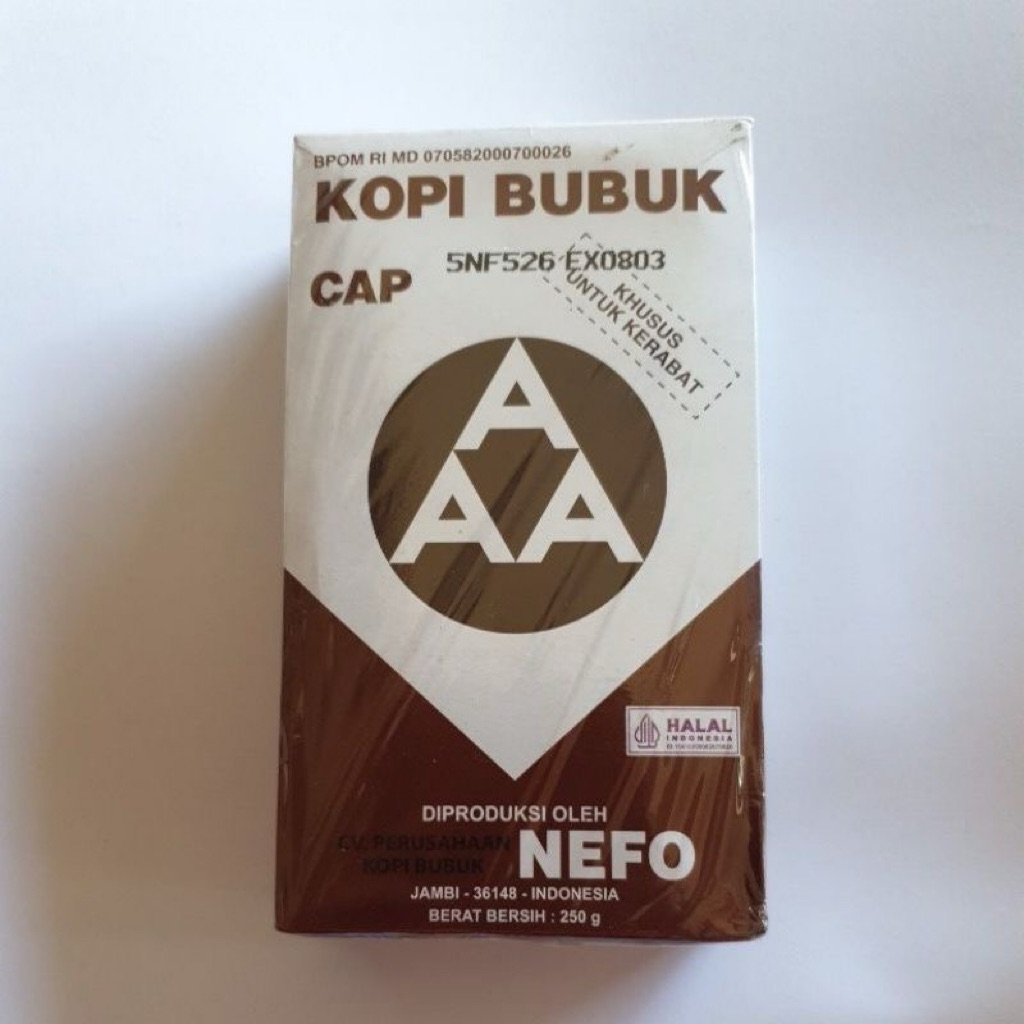 BPOM RI MD 070582000700026
KOPI BUBUK
5NF526 EX0803
CAP
KHUSUS
UNTUK KERABAT
A
A A
HALAL
INDONESIA
DIPRODUKSI OLEH
CV. PERUSAHAAN
KOPI BUBUK
NEFO
JAMBI - 36148 - INDONESIA
BERAT BERSIH : 250 g